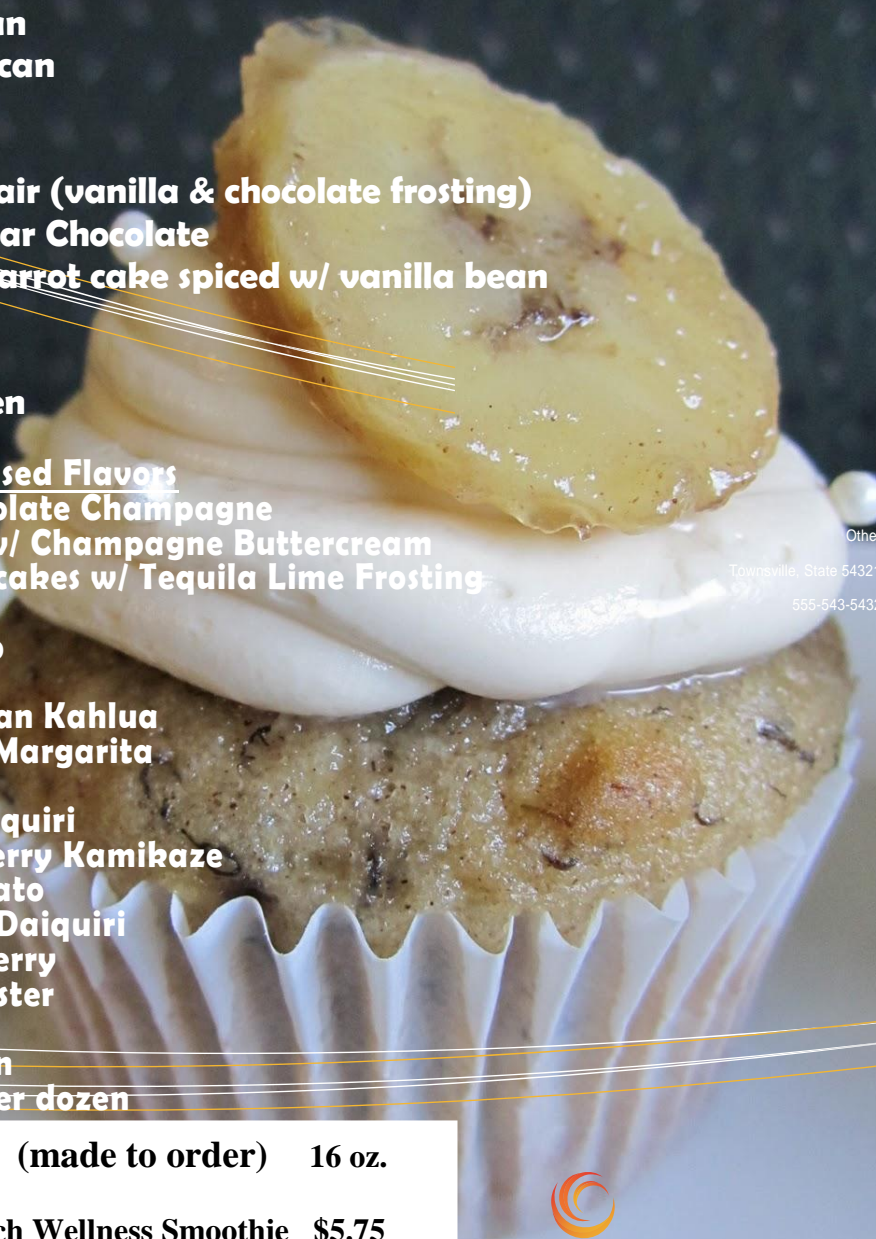 an
can
air (vanilla & chocolate frosting)
ar Chocolate
arrot cake spiced w/ vanilla bean
en
sed Flavors
olate Champagne
w/ Champagne Buttercream
cakes w/ Tequila Lime Frosting
Othe
Townsville, State 54321
555-543-5432
o
an Kahlua
Margarita
quiri
erry Kamikaze
ato
Daiquiri
erry
ster
n
er dozen
(made to order) 16 oz.
ch Wellness Smoothie $5.75